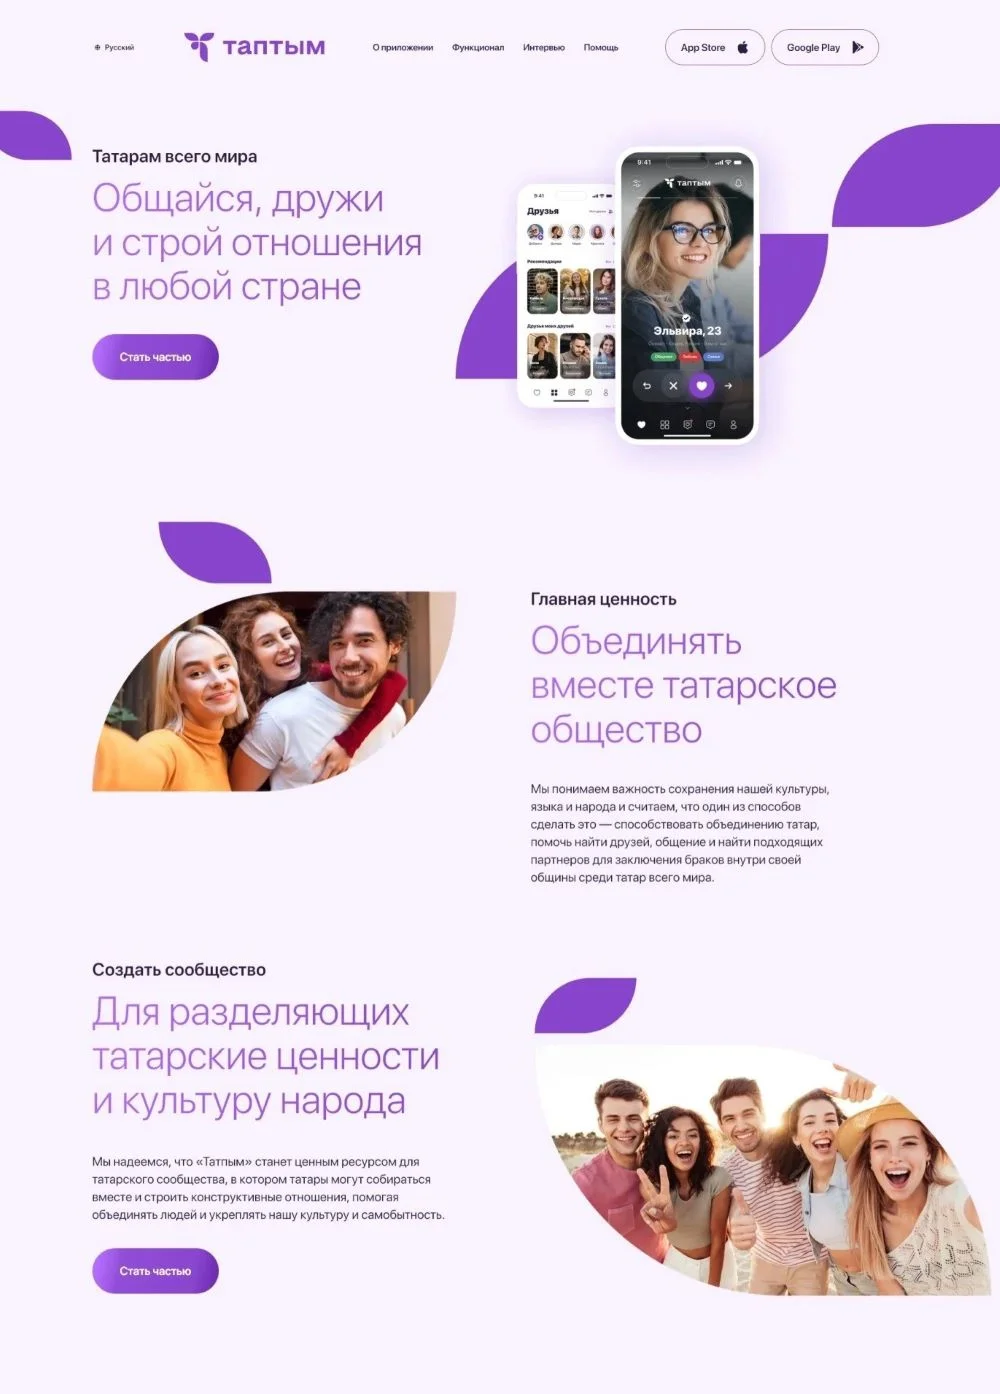 Русский
таптым
О приложении
Функционал
Интервью
Помощь
App Store
Google Play
Татарам всего мира
Общайся, дружи
и строй отношения
в любой стране
Стать частью
9:41
Друзья
Рекомендации
Друзья моих друзей
9:41
таптым
Эльвира, 23
Общение
Любовь
Семья
Главная ценность
Объединять
вместе татарское
общество
Мы понимаем важность сохранения нашей культуры,
языка и народа и считаем, что один из способов
сделать это — способствовать объединению татар,
помочь найти друзей, общение и найти подходящих
партнеров для заключения браков внутри своей
общины среди татар всего мира.
Создать сообщество
Для разделяющих
татарские ценности
и культуру народа
Мы надеемся, что «Татпым» станет ценным ресурсом для
татарского сообщества, в котором татары могут собираться
вместе и строить конструктивные отношения, помогая
объединять людей и укреплять нашу культуру и самобытность.
Стать частью